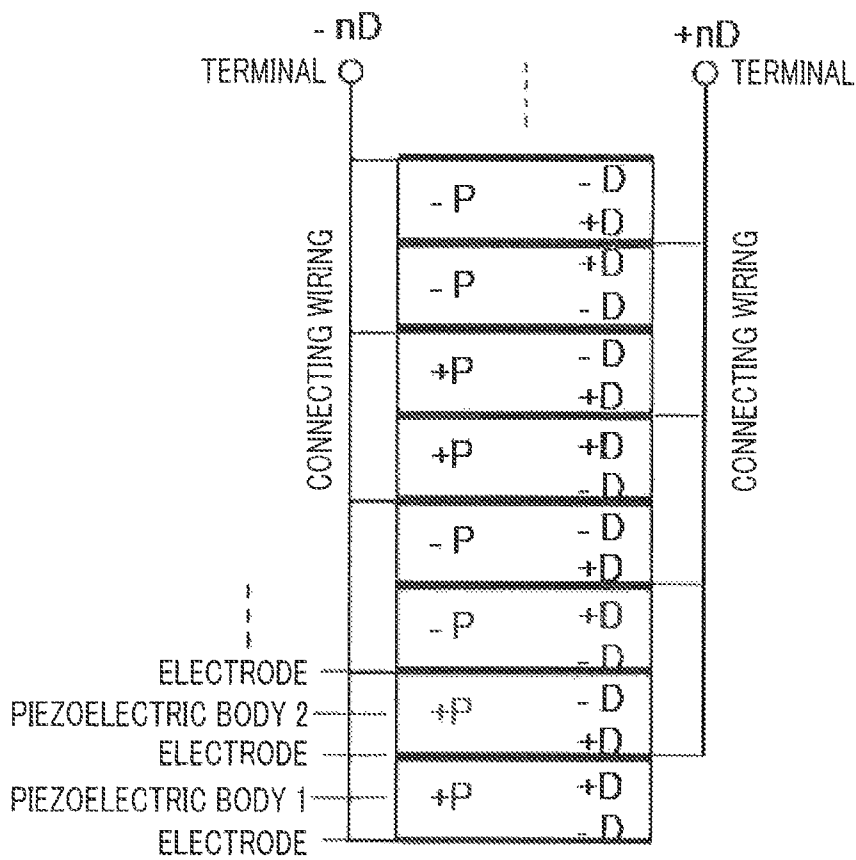 - nD
+nD
TERMINAL
TERMINAL
CONNECTING WIRING
CONNECTING WIRING
- P
- D
+D
- P
+D
- D
+P
- D
+D
+P
+D
- D
- P
- D
+D
- P
+D
- D
ELECTRODE
PIEZOELECTRIC BODY 2
+P
- D
+D
ELECTRODE
PIEZOELECTRIC BODY 1
+P
+D
- D
ELECTRODE